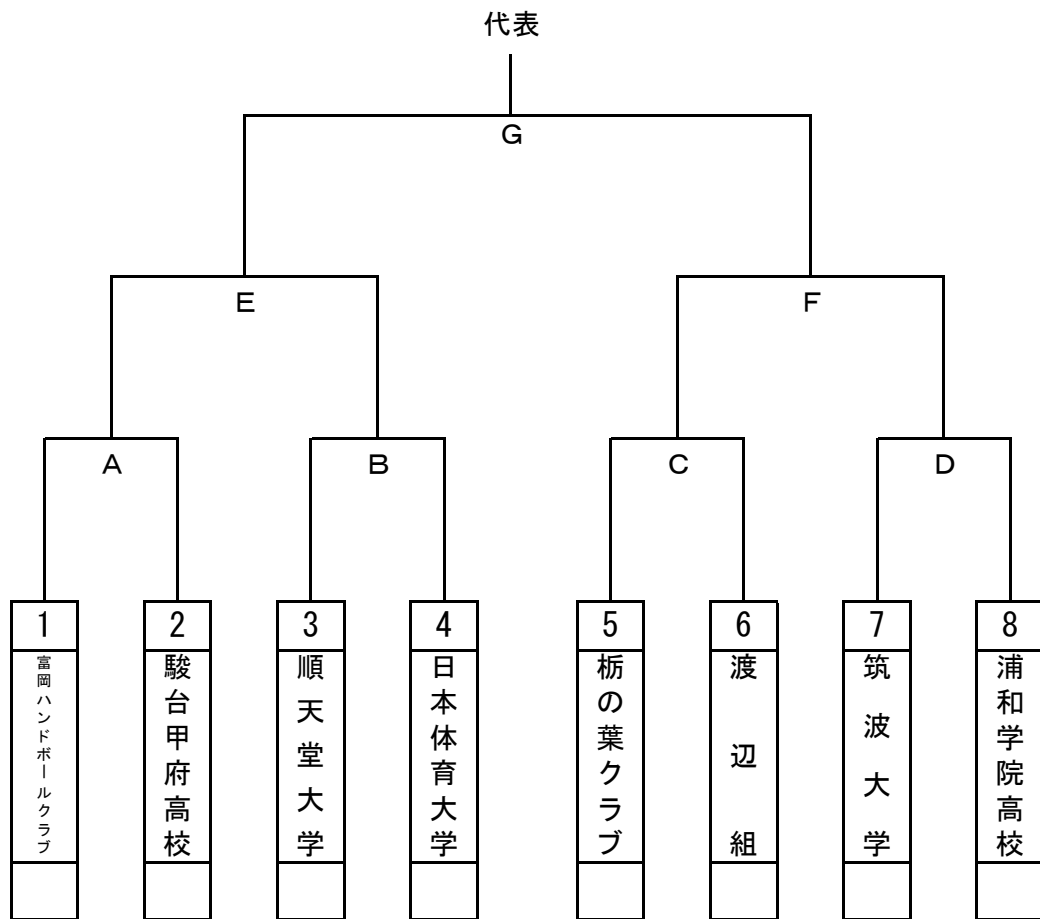 代表
G
E
F
A
B
C
D
1
2
3
4
5
6
7
8
富岡ハンドボールクラブ
駿台甲府高校
順天堂大学
日本体育大学
栃の葉クラブ
渡辺組
筑波大学
浦和学院高校